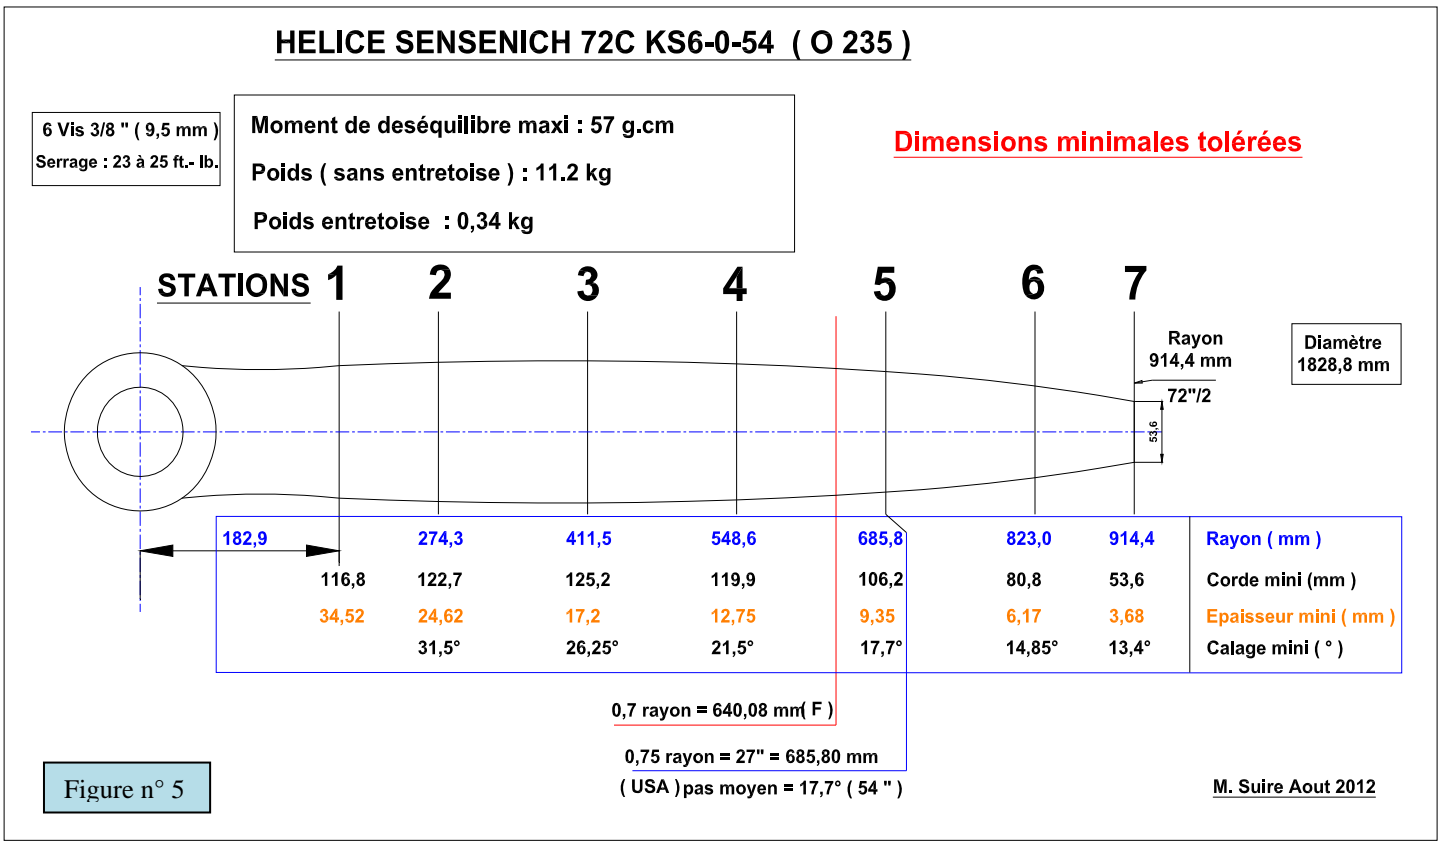 HELICE SENSENICH 72C KS6-0-54 ( O 235 )
6 Vis 3/8 " ( 9,5 mm )
Serrage : 23 à 25 ft.- lb.
Moment de deséquilibre maxi : 57 g.cm
Poids ( sans entretoise ) : 11.2 kg
Poids entretoise : 0,34 kg
Dimensions minimales tolérées
STATIONS 1 2 3 4 5 6 7
Rayon
914,4 mm
72"/2
Diamètre
1828,8 mm
53,6
182,9 274,3 411,5 548,6 685,8 823,0 914,4 Rayon ( mm )
116,8 122,7 125,2 119,9 106,2 80,8 53,6 Corde mini (mm )
34,52 24,62 17,2 12,75 9,35 6,17 3,68 Epaisseur mini ( mm )
31,5° 26,25° 21,5° 17,7° 14,85° 13,4° Calage mini ( ° )
0,7 rayon = 640,08 mm( F )
0,75 rayon = 27" = 685,80 mm
( USA ) pas moyen = 17,7° ( 54 " )
Figure n° 5
M. Suire Aout 2012